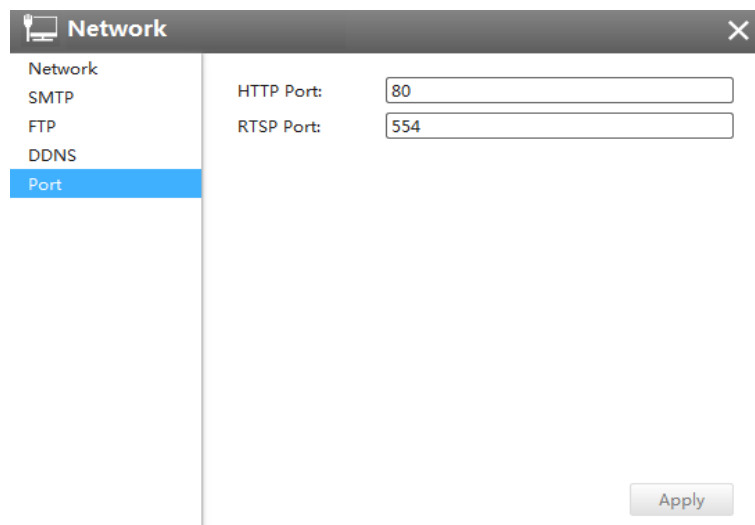 Network
Network
SMTP
FTP
DDNS
Port
HTTP Port: 80
RTSP Port: 554
Apply